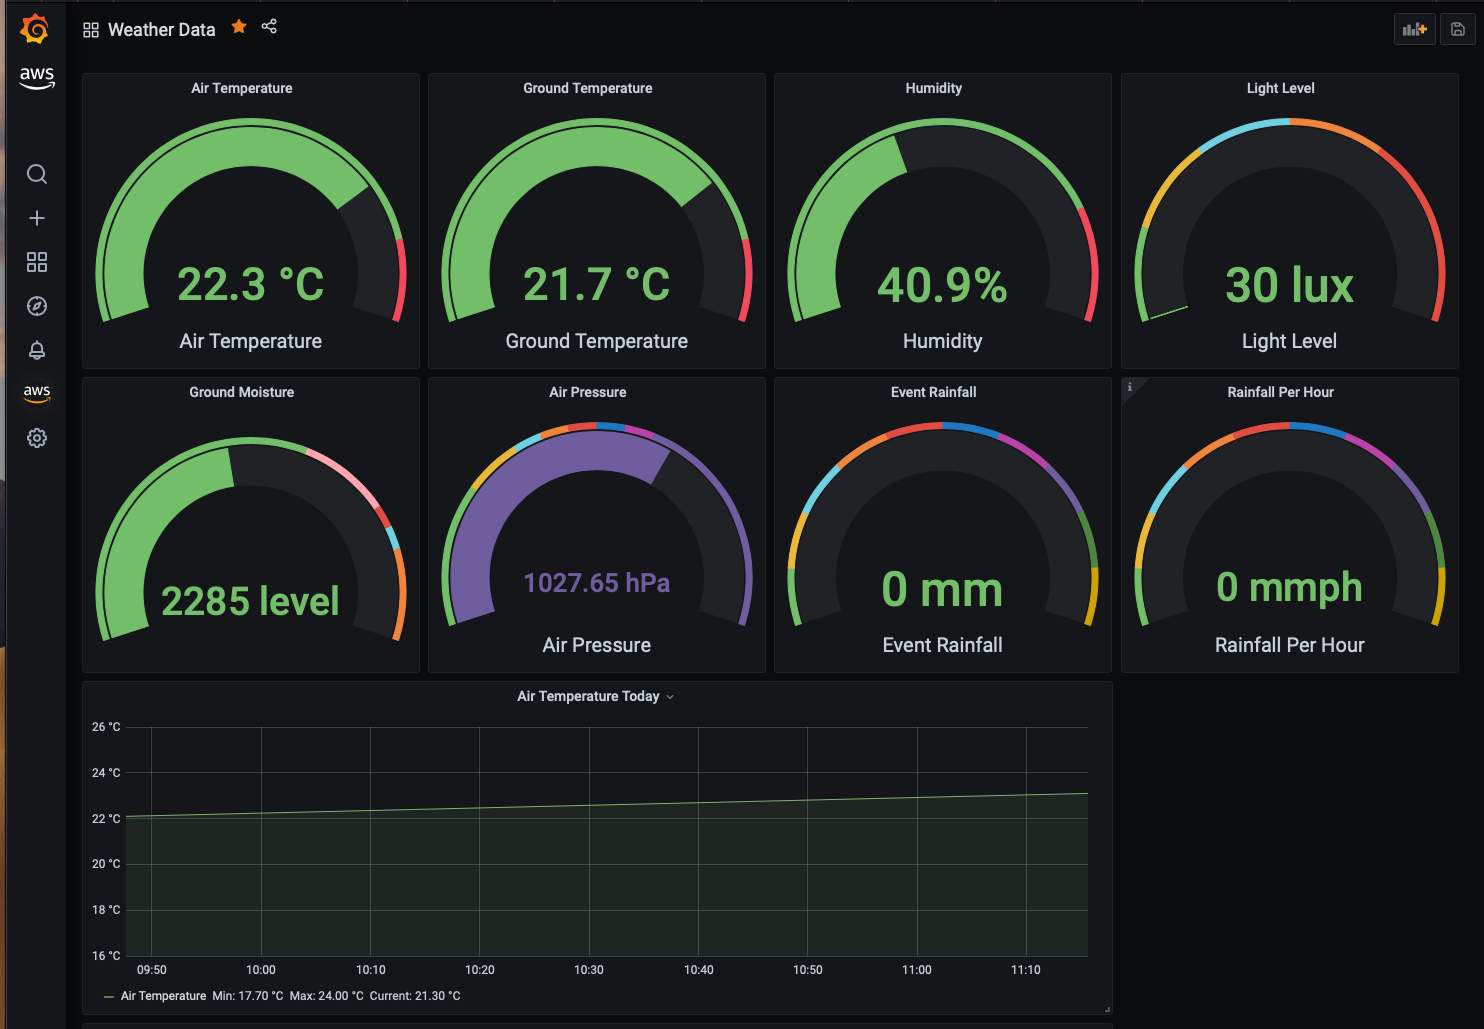 Weather Data
aws
Air Temperature
22.3 °C
Air Temperature
Ground Temperature
21.7 °C
Ground Temperature
Humidity
40.9%
Humidity
Light Level
30 lux
Light Level
aws
Ground Moisture
2285 level
Air Pressure
1027.65 hPa
Air Pressure
Event Rainfall
0 mm
Event Rainfall
i
Rainfall Per Hour
0 mmph
Rainfall Per Hour
Air Temperature Today
26 °C
24 °C
22 °C
20 °C
18 °C
16 °C
09:50 10:00 10:10 10:20 10:30 10:40 10:50 11:00 11:10
Air Temperature Min: 17.70 °C Max: 24.00 °C Current: 21.30 °C